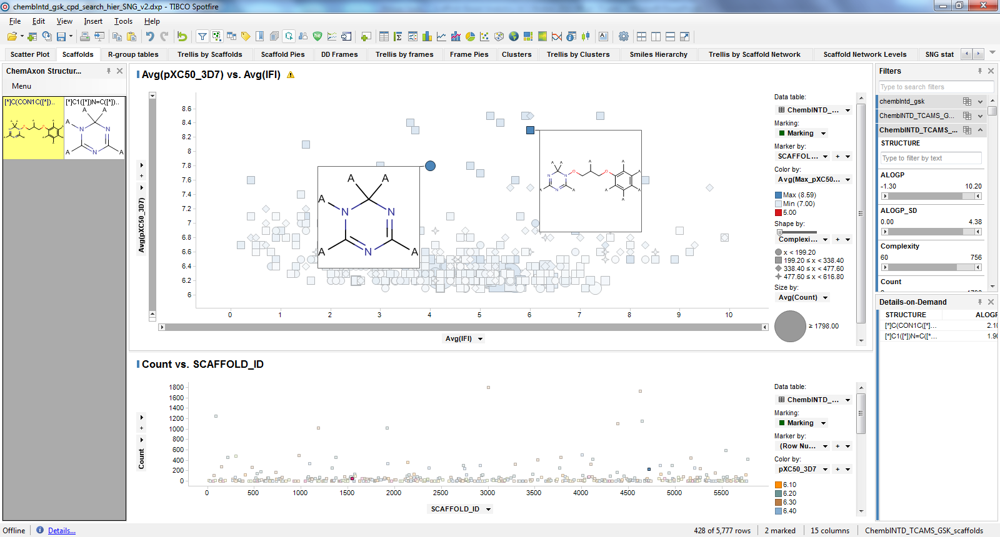 chemblntd_gsk_cpd_search_hier_SNG_v2.dxp - TIBCO Spotfire
File Edit View Insert Tools Help
Scatter Plot Scaffolds R-group tables Trellis by Scaffolds Scaffold Pies DD Frames Trellis by frames Frame Pies Clusters Trellis by Clusters Smiles Hierarchy Trellis by Scaffold Network Scaffold Network Levels SNG stat
ChemAxon Structur...
Menu
[*]C(CON1C([*])..
[*]C1([*])N=C([*])..
A A
A N N
A N A
Avg(pXC50_3D7) vs. Avg(IFI)
8.6
8.4
8.2
8
7.8
7.6
7.4
7.2
7
6.8
6.6
6.4
6.2
6
+
Avg(pXC50_3D7)
A A
A
N N
A N A
0 1 2 3 4 5 6 7 8 9 10
Avg(IFI)
Data table:
ChemblNTD_...
Marking:
Marking
Marker by:
SCAFFOL... +
Color by:
Avg(Max_pXC50...
Max (8.59)
Min (7.00)
5.00
Shape by:
Complexi... +
x < 199.20
199.20 ≤ x < 338.40
338.40 ≤ x < 477.60
477.60 ≤ x < 616.80
Size by:
Avg(Count)
≥ 1798.00
Count vs. SCAFFOLD_ID
1800
1600
1400
1200
1000
800
600
400
200
0
+
Count
0 500 1000 1500 2000 2500 3000 3500 4000 4500 5000 5500
SCAFFOLD_ID
Data table:
ChemblNTD_...
Marking:
Marking
Marker by:
(Row Nu... +
Color by:
pXC50_3D7 +
6.10
6.20
6.30
6.40
Filters
Type to search filters
chemblntd_gsk
ChemblNTD_TCAMS_G...
ChemblNTD_TCAMS_...
STRUCTURE
Type to filter by text
ALOGP
-1.30 10.20
ALOGP_SD
0.00 4.38
Complexity
60 756
Count
Details-on-Demand
STRUCTURE ALOGP
[*]C(CON1C([*]... 2.1
[*]C1([*])N=C([*... 1.9
Offline Details...
428 of 5,777 rows 2 marked 15 columns ChemblNTD_TCAMS_GSK_scaffolds